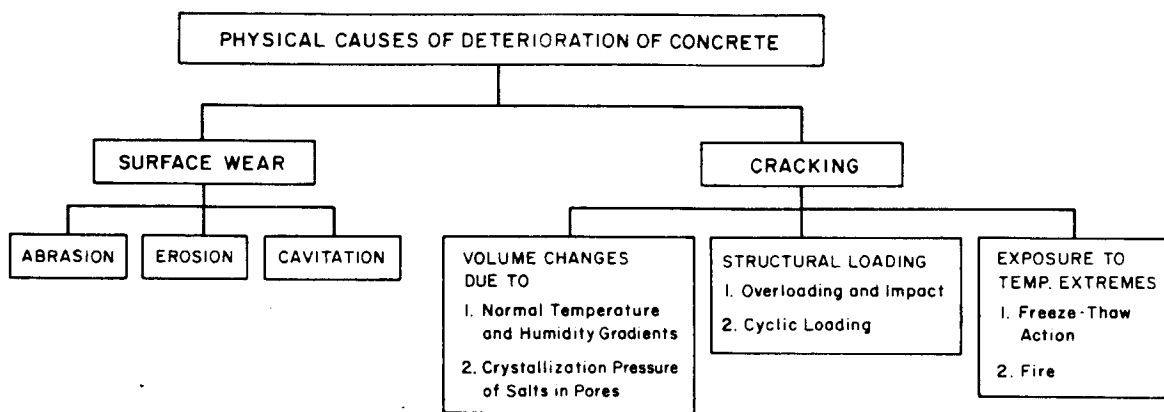 PHYSICAL CAUSES OF DETERIORATION OF CONCRETE
SURFACE WEAR
CRACKING
ABRASION
EROSION
CAVITATION
VOLUME CHANGES
DUE TO
1. Normal Temperature
and Humidity Gradients
2. Crystallization Pressure
of Salts in Pores
STRUCTURAL LOADING
1. Overloading and Impact
2. Cyclic Loading
EXPOSURE TO
TEMP. EXTREMES
1. Freeze-Thaw
Action
2. Fire